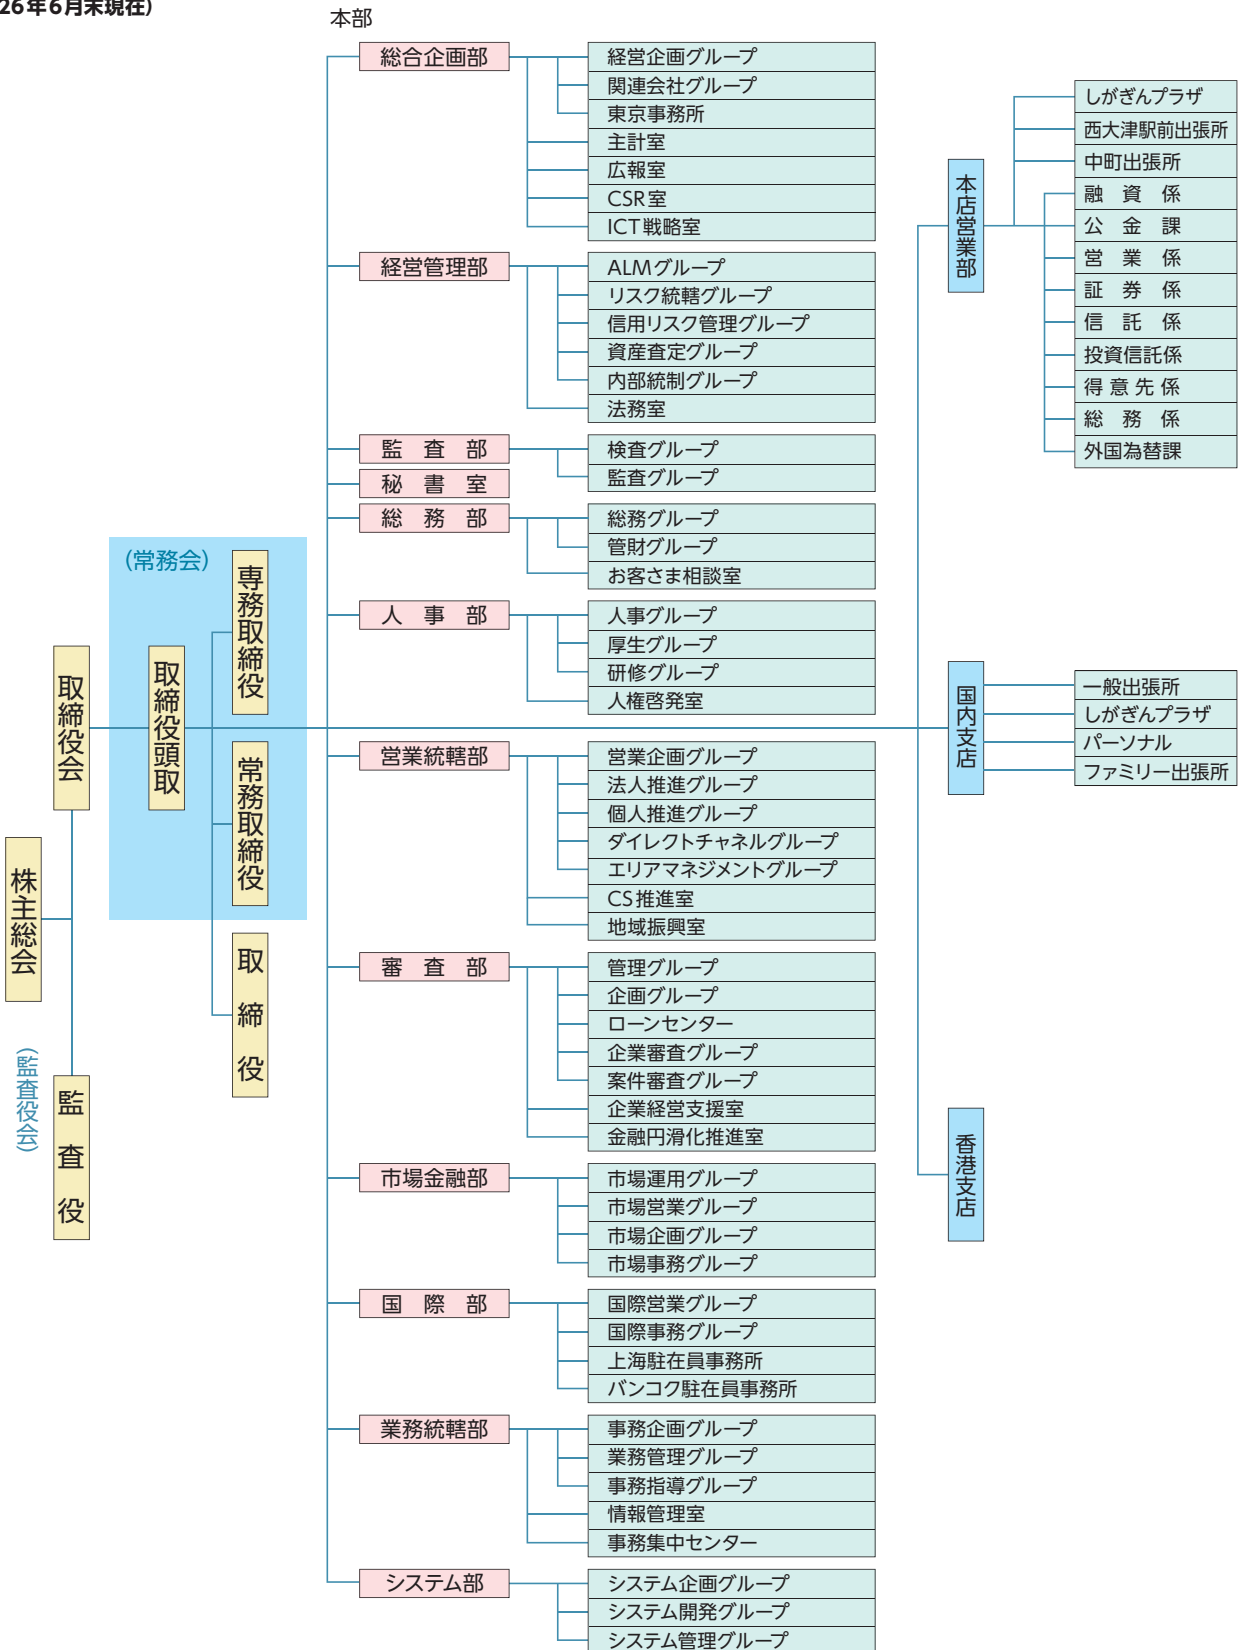 26年6月末現在)
本部
総合企画部
経営企画グループ
関連会社グループ
東京事務所
主計室
広報室
CSR室
ICT戦略室
経営管理部
ALMグループ
リスク統轄グループ
信用リスク管理グループ
資産査定グループ
内部統制グループ
法務室
監査部
検査グループ
監査グループ
秘書室
総務部
総務グループ
管財グループ
お客さま相談室
人事部
人事グループ
厚生グループ
研修グループ
人権啓発室
営業統轄部
営業企画グループ
法人推進グループ
個人推進グループ
ダイレクトチャネルグループ
エリアマネジメントグループ
CS推進室
地域振興室
審査部
管理グループ
企画グループ
ローンセンター
企業審査グループ
案件審査グループ
企業経営支援室
金融円滑化推進室
市場金融部
市場運用グループ
市場営業グループ
市場企画グループ
市場事務グループ
国際部
国際営業グループ
国際事務グループ
上海駐在員事務所
バンコク駐在員事務所
業務統轄部
事務企画グループ
業務管理グループ
事務指導グループ
情報管理室
事務集中センター
システム部
システム企画グループ
システム開発グループ
システム管理グループ
株主総会
取締役会
監査役
(監査役会)
(常務会)
取締役頭取
専務取締役
常務取締役
取締役
本店営業部
しがぎんプラザ
西大津駅前出張所
中町出張所
融資係
公金課
営業係
証券係
信託係
投資信託係
得意先係
総務係
外国為替課
国内支店
一般出張所
しがぎんプラザ
パーソナル
ファミリー出張所
香港支店